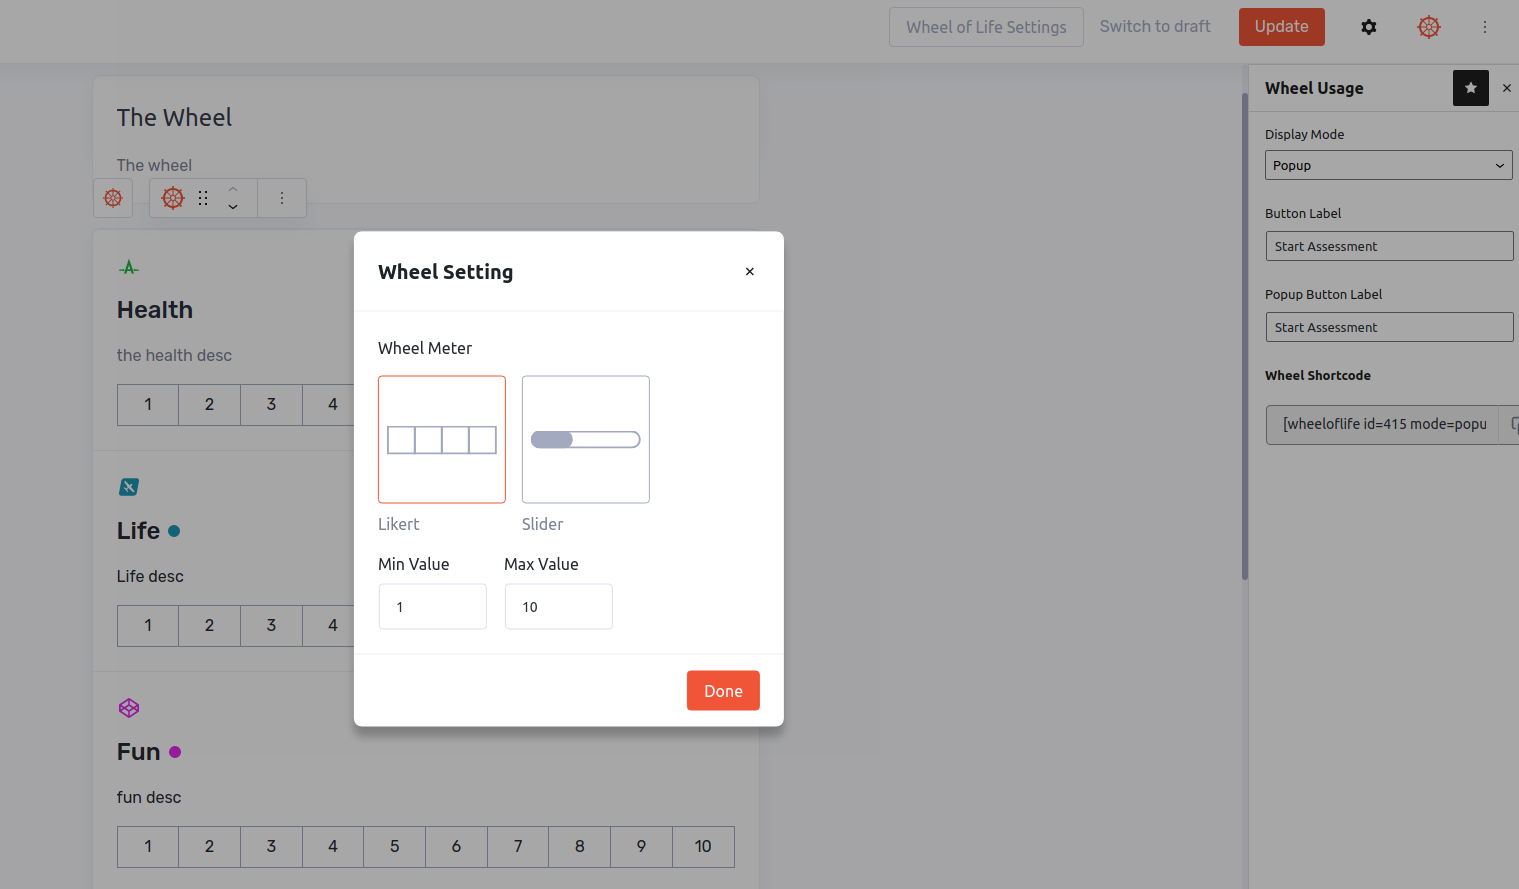 Wheel of Life Settings
Switch to draft
Update
The Wheel
The wheel
Health
the health desc
1 2 3 4
Life
Life desc
1 2 3 4
Fun
fun desc
1 2 3 4 5 6 7 8 9 10
Wheel Setting
Wheel Meter
Likert
Slider
Min Value
Max Value
1
10
Done
Wheel Usage
Display Mode
Popup
Button Label
Start Assessment
Popup Button Label
Start Assessment
Wheel Shortcode
[wheeloflife id=415 mode=popu